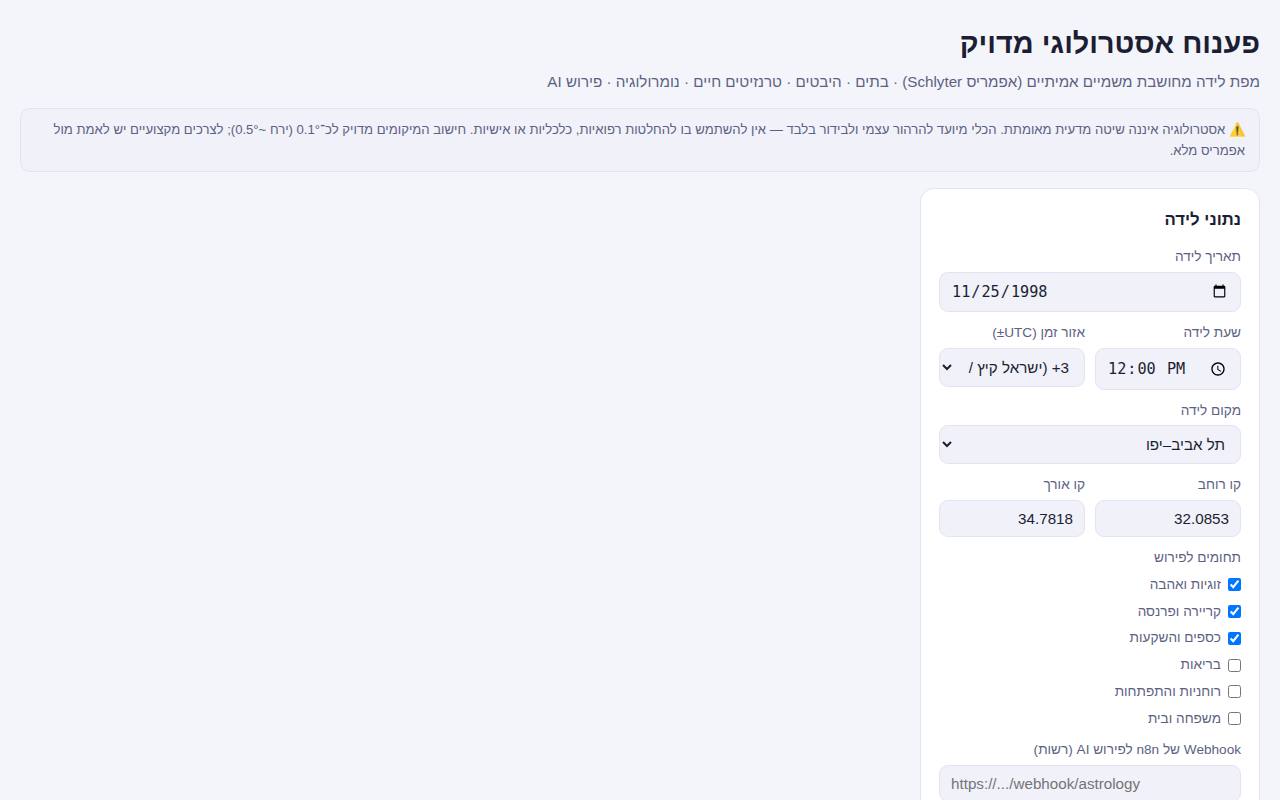 פענוח אסטרולוגי מדויק
מפת לידה מחושבת משמיים אמיתיים (אפמריס Schlyter) · בתים · היבטים · טרנזיטים חיים · נומרולוגיה · פירוש AI
⚠️ אסטרולוגיה איננה שיטה מדעית מאומתת. הכלי מיועד להרהור עצמי ולבידור בלבד — אין להשתמש בו להחלטות רפואיות, כלכליות או אישיות. חישוב המיקומים מדויק לכ־0.1° (ירח ~0.5°); לצרכים מקצועיים יש לאמת מול
אפמריס מלא.
נתוני לידה
תאריך לידה
11/25/1998
שעת לידה
אזור זמן (UTC±)
12:00 PM
+3 (ישראל קיץ /
מקום לידה
תל אביב–יפו
קו רוחב
קו אורך
32.0853
34.7818
תחומים לפירוש
זוגיות ואהבה
קריירה ופרנסה
כספים והשקעות
בריאות
רוחניות והתפתחות
משפחה ובית
Webhook של n8n לפירוש AI (רשות)
https://.../webhook/astrology